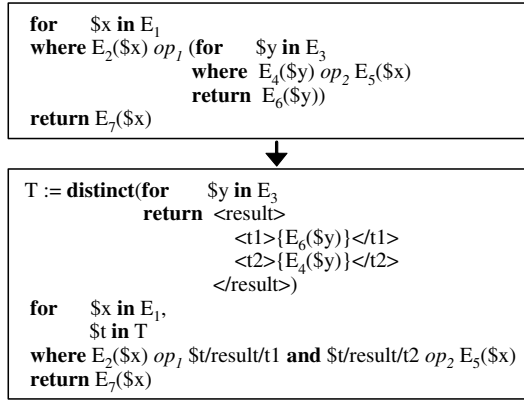 for $x in E1
where E2($x) op1 (for $y in E3
where E4($y) op2 E5($x)
return E6($y))
return E7($x)
T := distinct(for $y in E3
return <result>
<t1>{E6($y)}</t1>
<t2>{E4($y)}</t2>
</result>)
for $x in E1,
$t in T
where E2($x) op1 $t/result/t1 and $t/result/t2 op2 E5($x)
return E7($x)